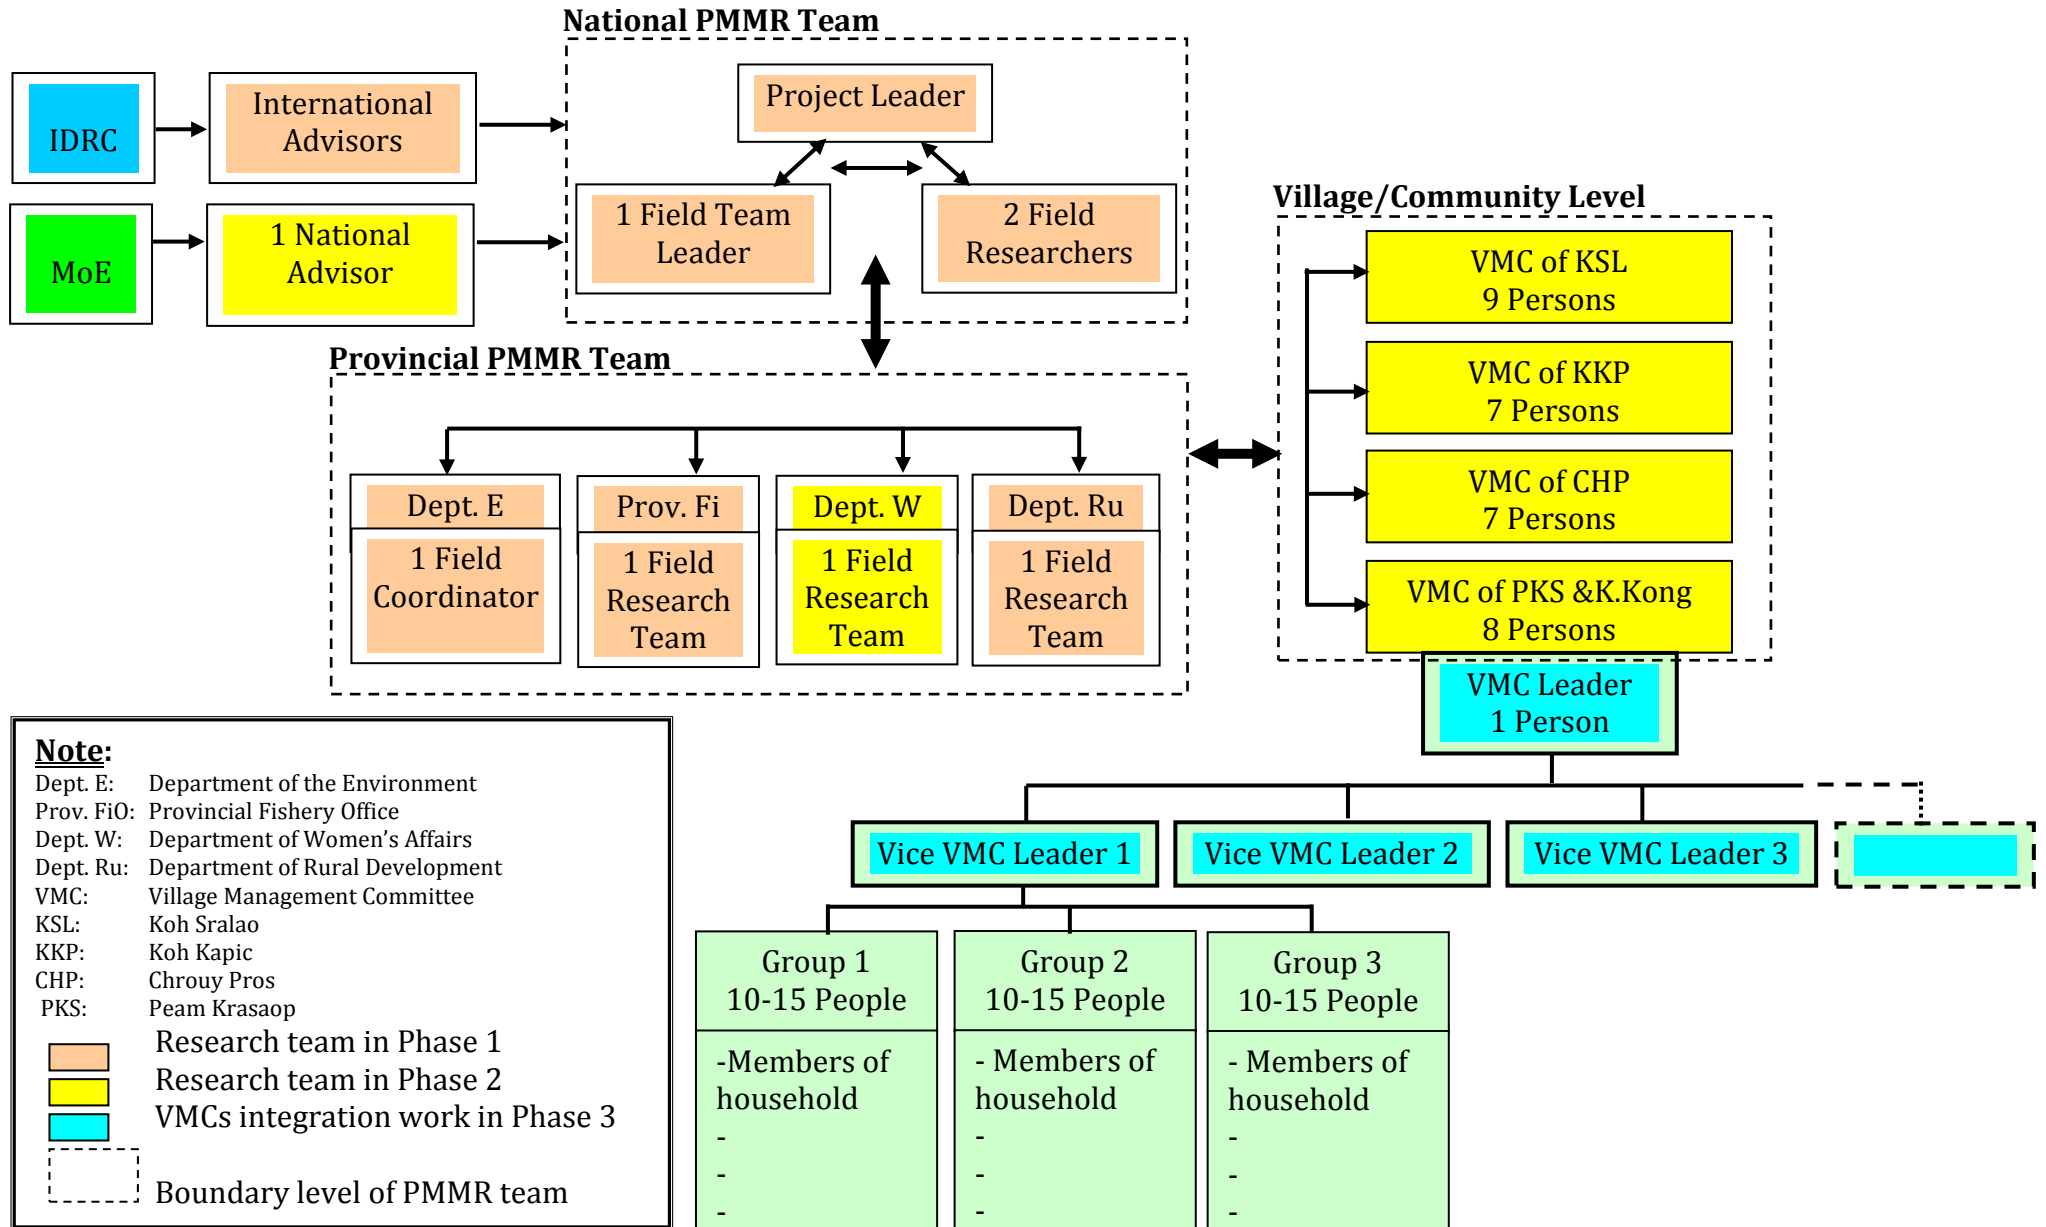 National PMMR Team
IDRC
International
Advisors
Project Leader
MoE
1 National
Advisor
1 Field Team
Leader
2 Field
Researchers
Village/Community Level
VMC of KSL
9 Persons
VMC of KKP
7 Persons
VMC of CHP
7 Persons
VMC of PKS &K.Kong
8 Persons
Provincial PMMR Team
Dept. E
1 Field
Coordinator
Prov. Fi
1 Field
Research
Team
Dept. W
1 Field
Research
Team
Dept. Ru
1 Field
Research
Team
VMC Leader
1 Person
Vice VMC Leader 1
Vice VMC Leader 2
Vice VMC Leader 3
Group 1
10-15 People
-Members of
household
-
-
-
Group 2
10-15 People
- Members of
household
-
-
-
Group 3
10-15 People
- Members of
household
-
-
-
Note:
Dept. E: Department of the Environment
Prov. FiO: Provincial Fishery Office
Dept. W: Department of Women’s Affairs
Dept. Ru: Department of Rural Development
VMC: Village Management Committee
KSL: Koh Sralao
KKP: Koh Kapic
CHP: Chrouy Pros
PKS: Peam Krasaop
Research team in Phase 1
Research team in Phase 2
VMCs integration work in Phase 3
Boundary level of PMMR team